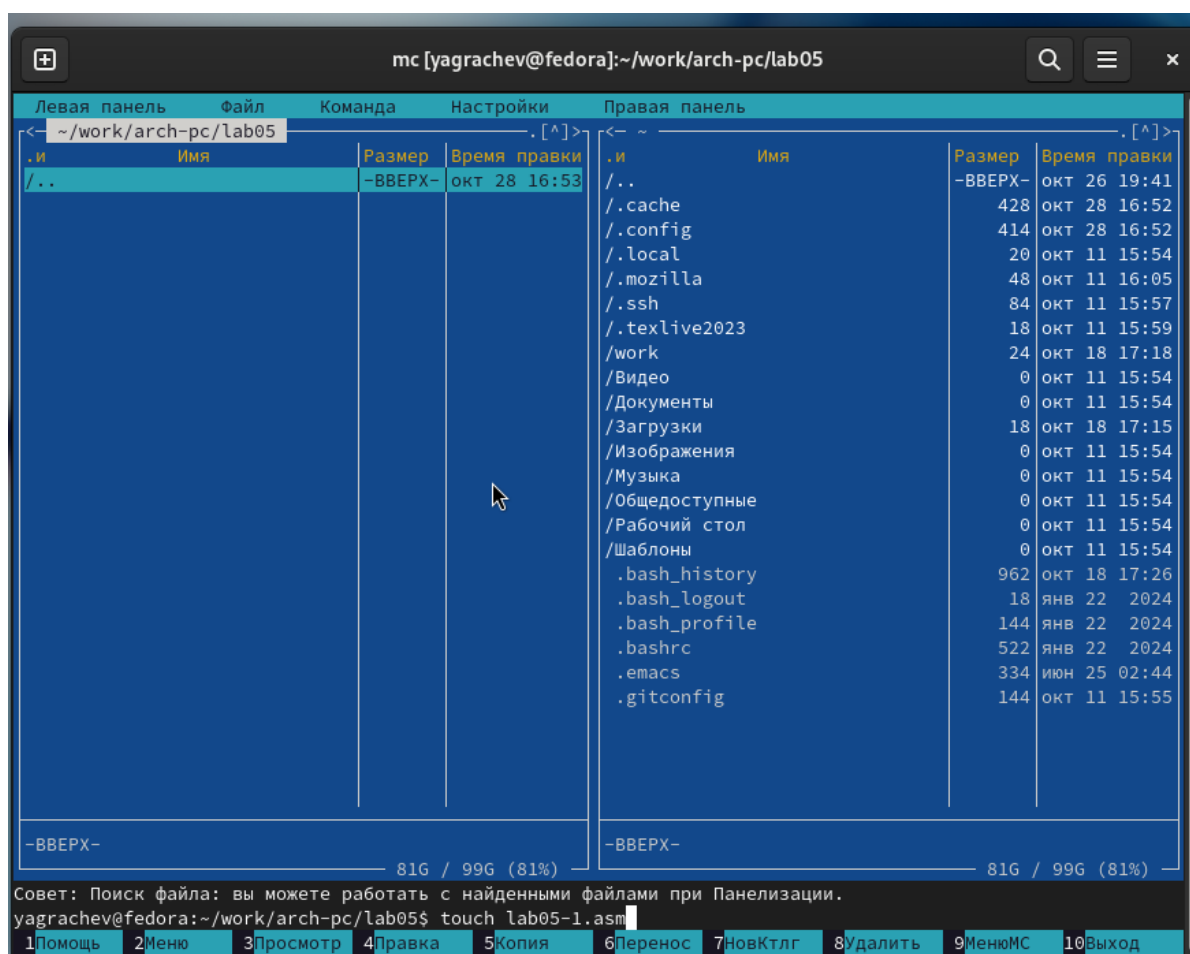 mc [yagrachev@fedora]:~/work/arch-pc/lab05
Левая панель Файл Команда Настройки Правая панель
<— ~/work/arch-pc/lab05 .[^]> <— ~ .[^]>
.и Имя Размер Время правки .и Имя Размер Время правки
/.. -ВВЕРХ- окт 28 16:53 /.. -ВВЕРХ- окт 26 19:41
/.cache 428 окт 28 16:52
/.config 414 окт 28 16:52
/.local 20 окт 11 15:54
/.mozilla 48 окт 11 16:05
/.ssh 84 окт 11 15:57
/.texlive2023 18 окт 11 15:59
/work 24 окт 18 17:18
/Видео 0 окт 11 15:54
/Документы 0 окт 11 15:54
/Загрузки 18 окт 18 17:15
/Изображения 0 окт 11 15:54
/Музыка 0 окт 11 15:54
/Общедоступные 0 окт 11 15:54
/Рабочий стол 0 окт 11 15:54
/Шаблоны 0 окт 11 15:54
.bash_history 962 окт 18 17:26
.bash_logout 18 янв 22 2024
.bash_profile 144 янв 22 2024
.bashrc 522 янв 22 2024
.emacs 334 июн 25 02:44
.gitconfig 144 окт 11 15:55
-ВВЕРХ- -ВВЕРХ-
81G / 99G (81%) 81G / 99G (81%)
Совет: Поиск файла: вы можете работать с найденными файлами при Панелизации.
yagrachev@fedora:~/work/arch-pc/lab05$ touch lab05-1.asm
1Помощь 2Меню 3Просмотр 4Правка 5Копия 6Перенос 7НовКтлг 8Удалить 9МенюМС 10Выход